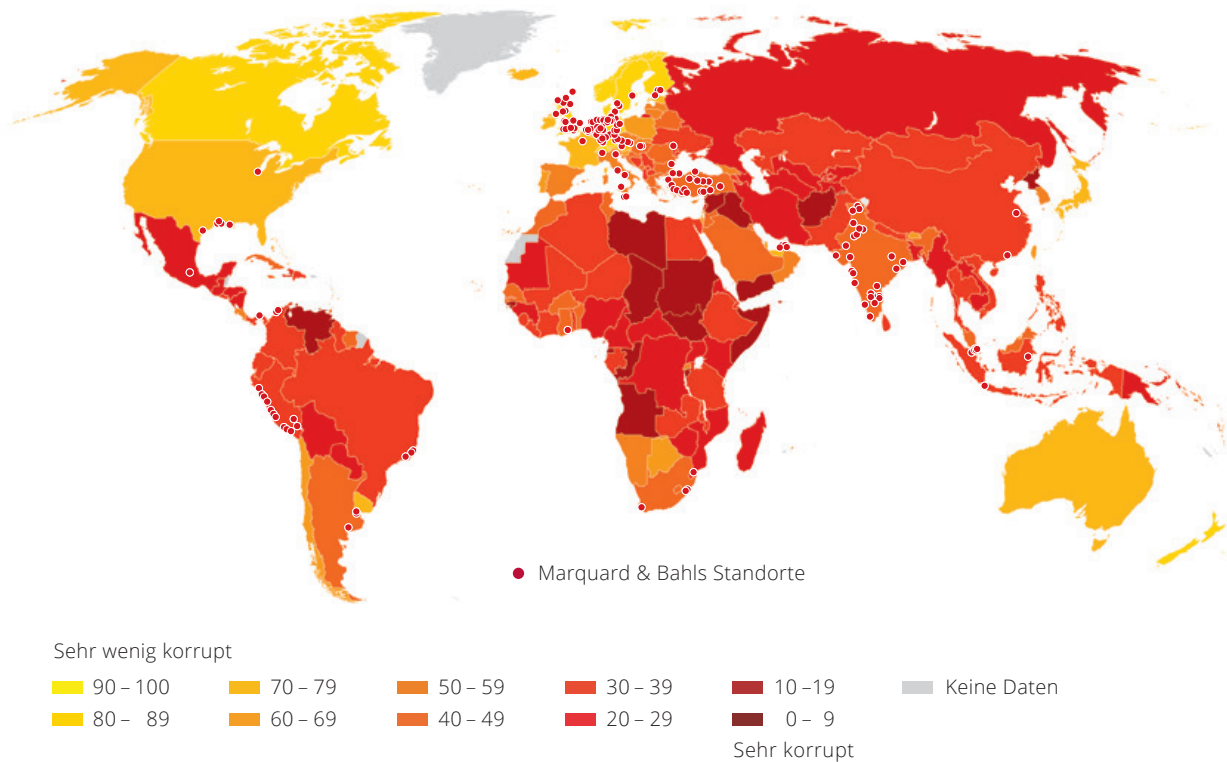 Marquard & Bahls Standorte
Sehr wenig korrupt
90 – 100
80 – 89
70 – 79
60 – 69
50 – 59
40 – 49
30 – 39
20 – 29
10 –19
0 – 9
Keine Daten
Sehr korrupt